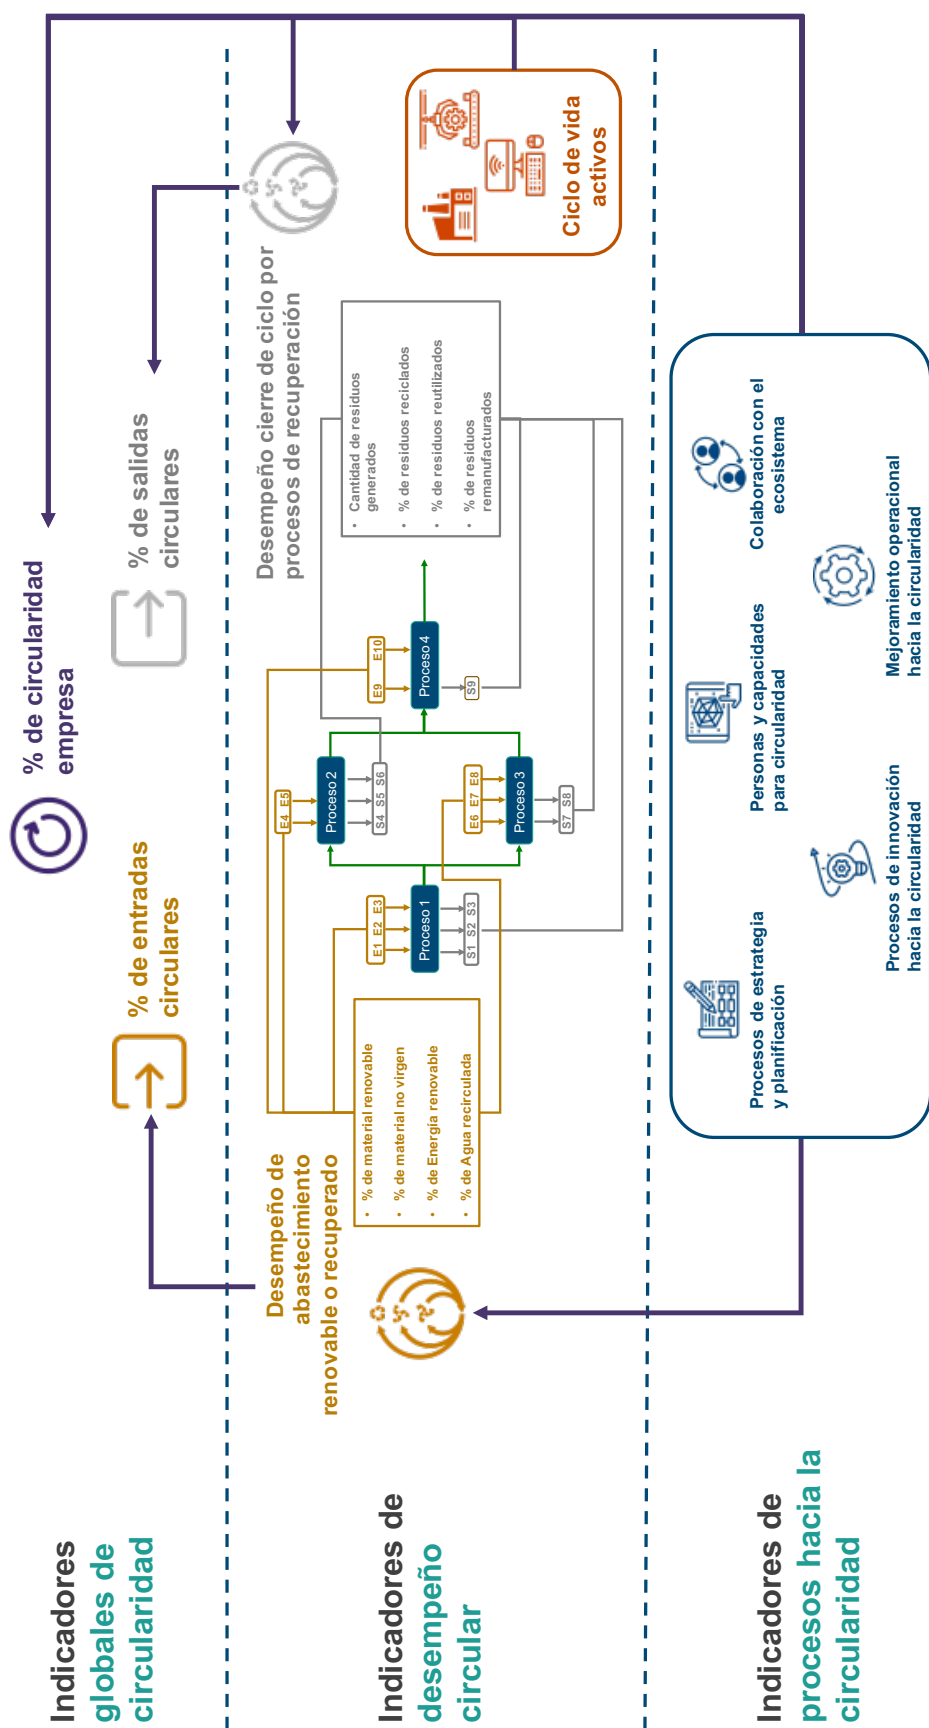 Indicadores
globales de
circularidad
% de circularidad
empresa
% de entradas
circulares
% de salidas
circulares
Indicadores de
desempeño
circular
Desempeño de
abastecimiento
renovable o recuperado
• % de material renovable
• % de material no virgen
• % de Energía renovable
• % de Agua recirculada
E1 E2 E3
Proceso 1
S1 S2 S3
E4 E5
Proceso 2
S4 S5 S6
E6 E7 E8
Proceso 3
S7 S8
E9 E10
Proceso 4
S9
Desempeño cierre de ciclo por
procesos de recuperación
• Cantidad de residuos
generados
• % de residuos reciclados
• % de residuos reutilizados
• % de residuos
remanufacturados
Ciclo de vida
activos
Indicadores de
procesos hacia la
circularidad
Procesos de estrategia
y planificación
Personas y capacidades
para circularidad
Colaboración con el
ecosistema
Procesos de innovación
hacia la circularidad
Mejoramiento operacional
hacia la circularidad